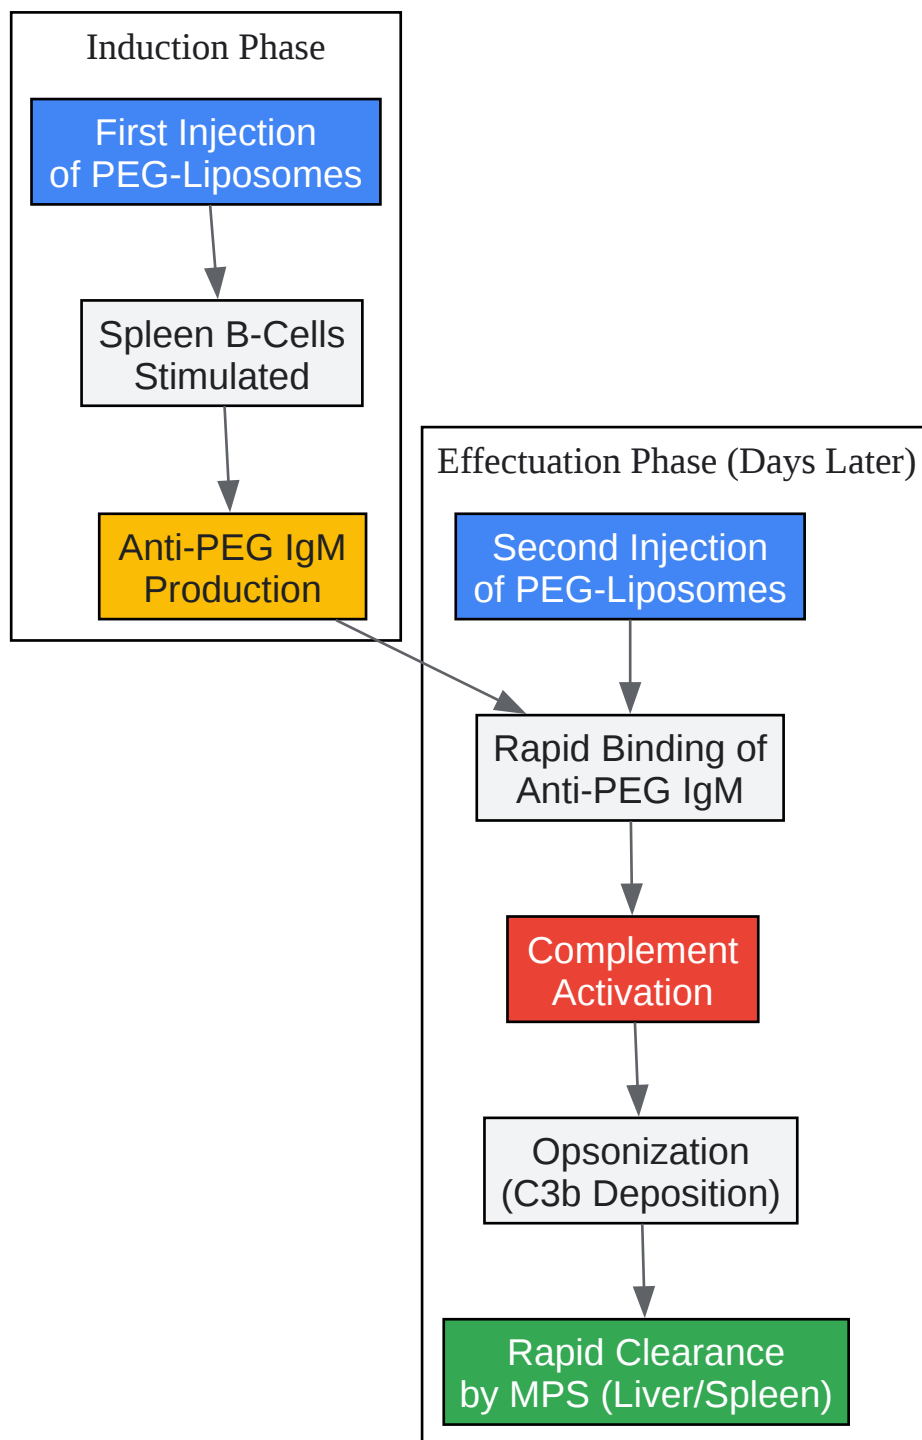 Induction Phase
First Injection
of PEG-Liposomes
Spleen B-Cells
Stimulated
Anti-PEG IgM
Production
Effectuation Phase (Days Later)
Second Injection
of PEG-Liposomes
Rapid Binding of
Anti-PEG IgM
Complement
Activation
Opsonization
(C3b Deposition)
Rapid Clearance
by MPS (Liver/Spleen)